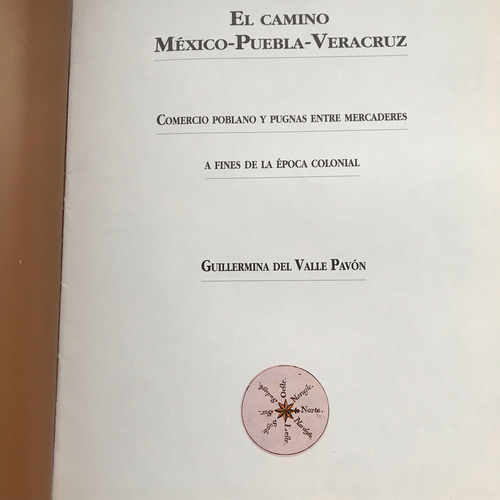 El camino
México-Puebla-Veracruz
Comercio poblano y pugnas entre mercaderes
a fines de la época colonial
Guillermina del Valle Pavón
Oeste.
Norte.